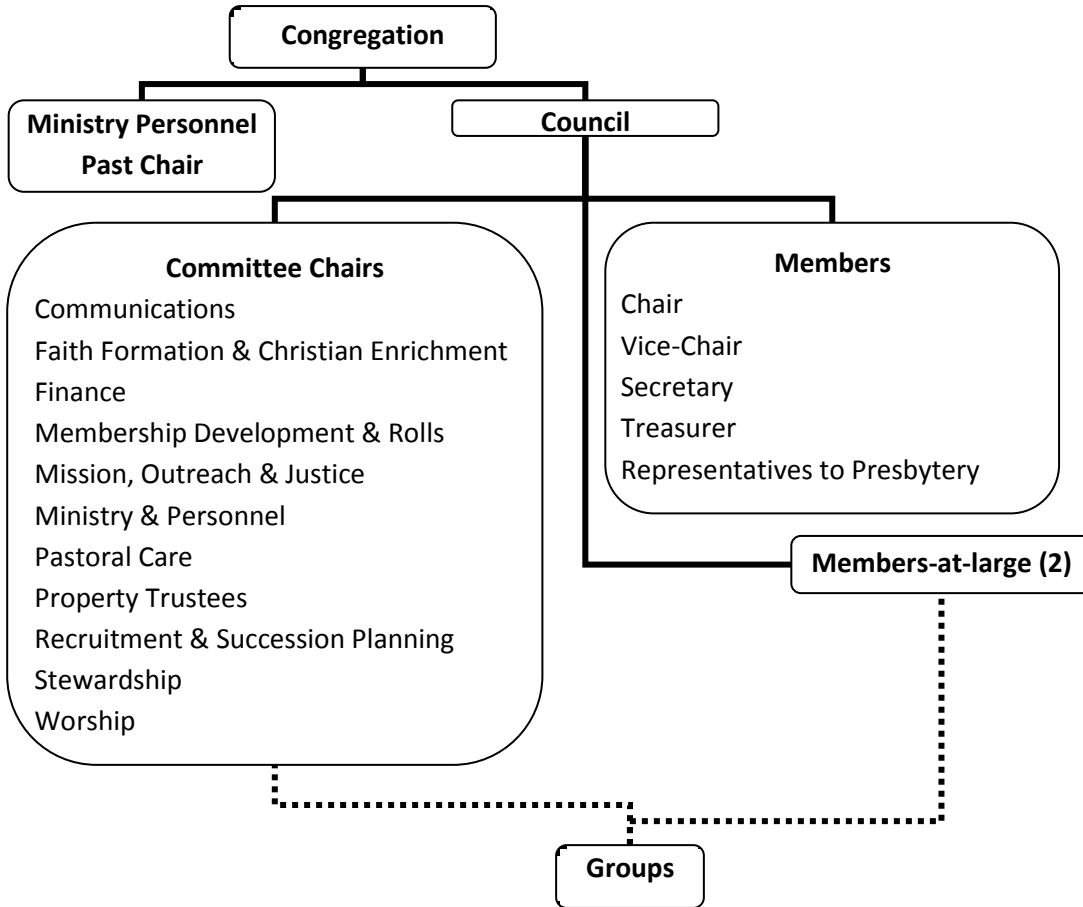 Congregation
Ministry Personnel
Past Chair
Council
Committee Chairs
Communications
Faith Formation & Christian Enrichment
Finance
Membership Development & Rolls
Mission, Outreach & Justice
Ministry & Personnel
Pastoral Care
Property Trustees
Recruitment & Succession Planning
Stewardship
Worship
Members
Chair
Vice-Chair
Secretary
Treasurer
Representatives to Presbytery
Members-at-large (2)
Groups